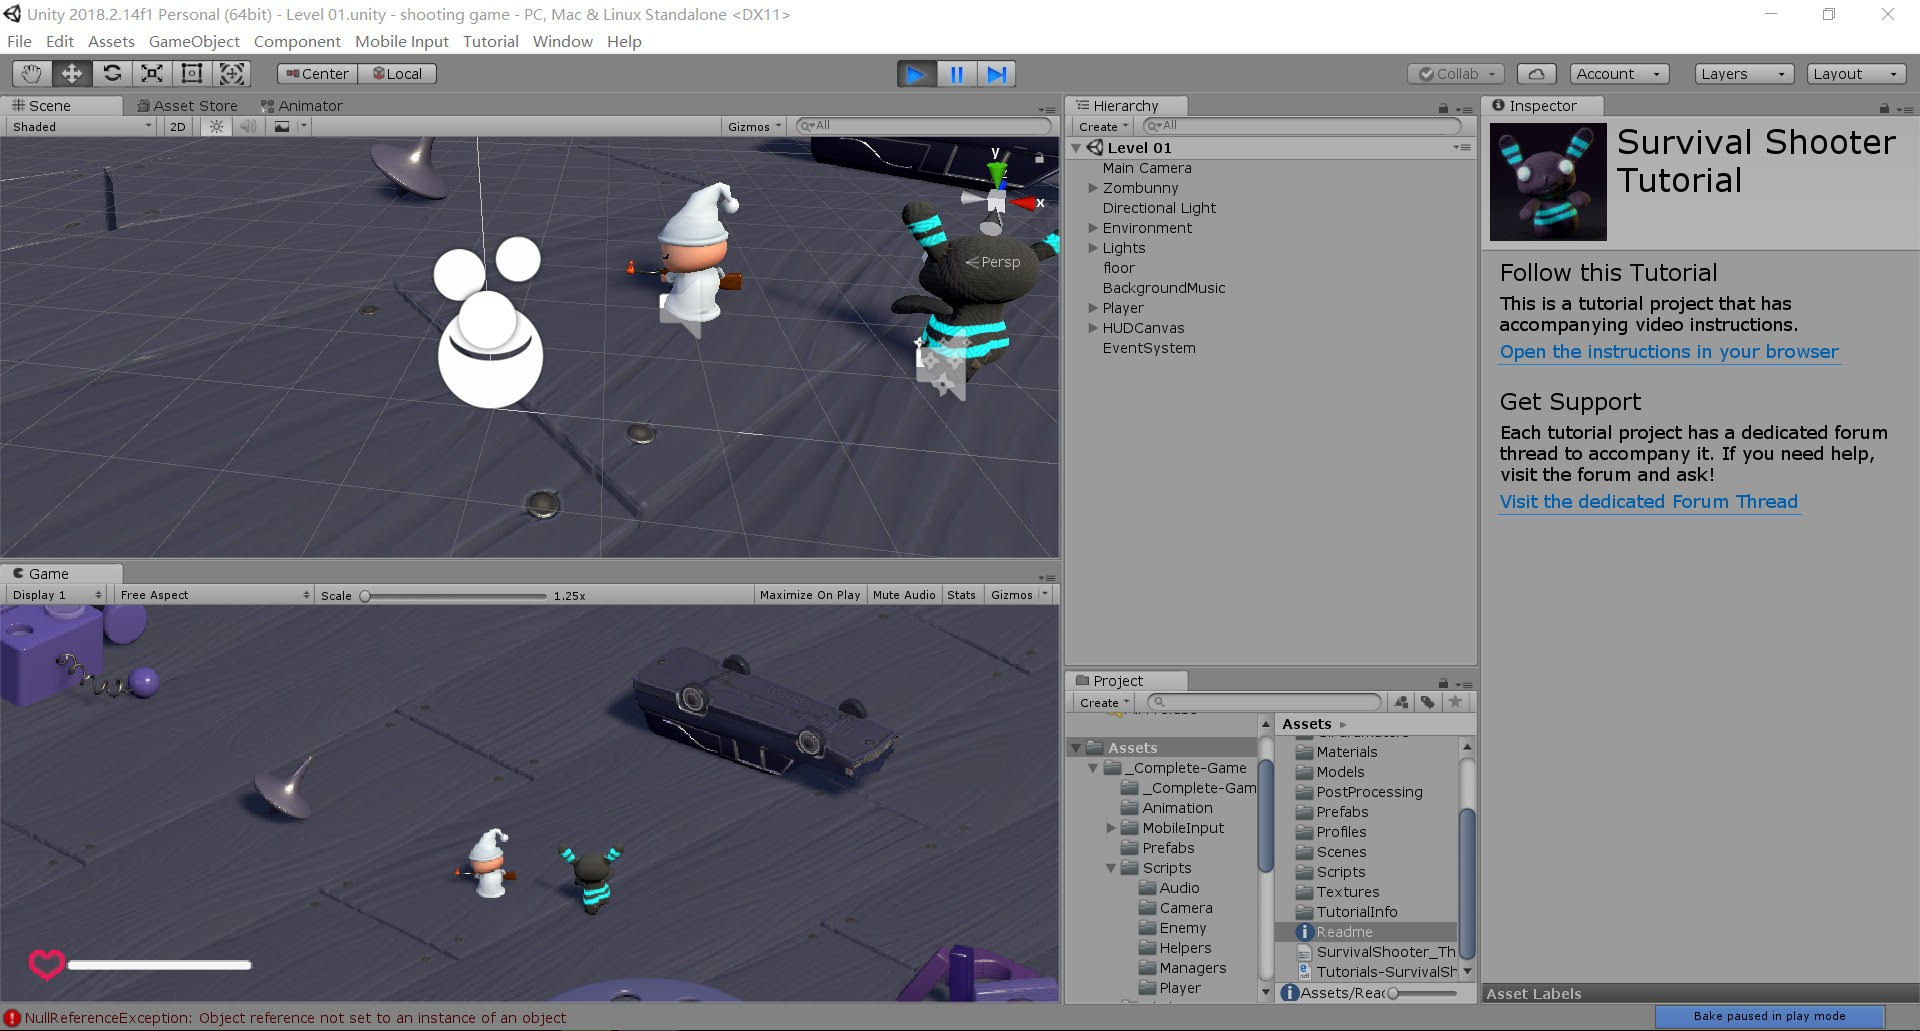 Unity 2018.2.14f1 Personal (64bit) - Level 01.unity - shooting game - PC, Mac & Linux Standalone <DX11>
File Edit Assets GameObject Component Mobile Input Tutorial Window Help
Center Local Collab Account Layers Layout
Scene Asset Store Animator
Shaded 2D Gizmos All
y
x
Persp
Game
Display 1 Free Aspect Scale 1.25x Maximize On Play Mute Audio Stats Gizmos
Hierarchy
Create All
Level 01
Main Camera
Zombunny
Directional Light
Environment
Lights
floor
BackgroundMusic
Player
HUDCanvas
EventSystem
Project
Create
Assets
_Complete-Game
_Complete-Gam
Animation
MobileInput
Prefabs
Scripts
Audio
Camera
Enemy
Helpers
Managers
Player
Assets
Materials
Models
PostProcessing
Prefabs
Profiles
Scenes
Scripts
Textures
TutorialInfo
Readme
SurvivalShooter_Th
Tutorials-SurvivalSh
Assets/Reac
Inspector
Survival Shooter
Tutorial
Follow this Tutorial
This is a tutorial project that has
accompanying video instructions.
Open the instructions in your browser
Get Support
Each tutorial project has a dedicated forum
thread to accompany it. If you need help,
visit the forum and ask!
Visit the dedicated Forum Thread
Asset Labels
NullReferenceException: Object reference not set to an instance of an object
Bake paused in play mode